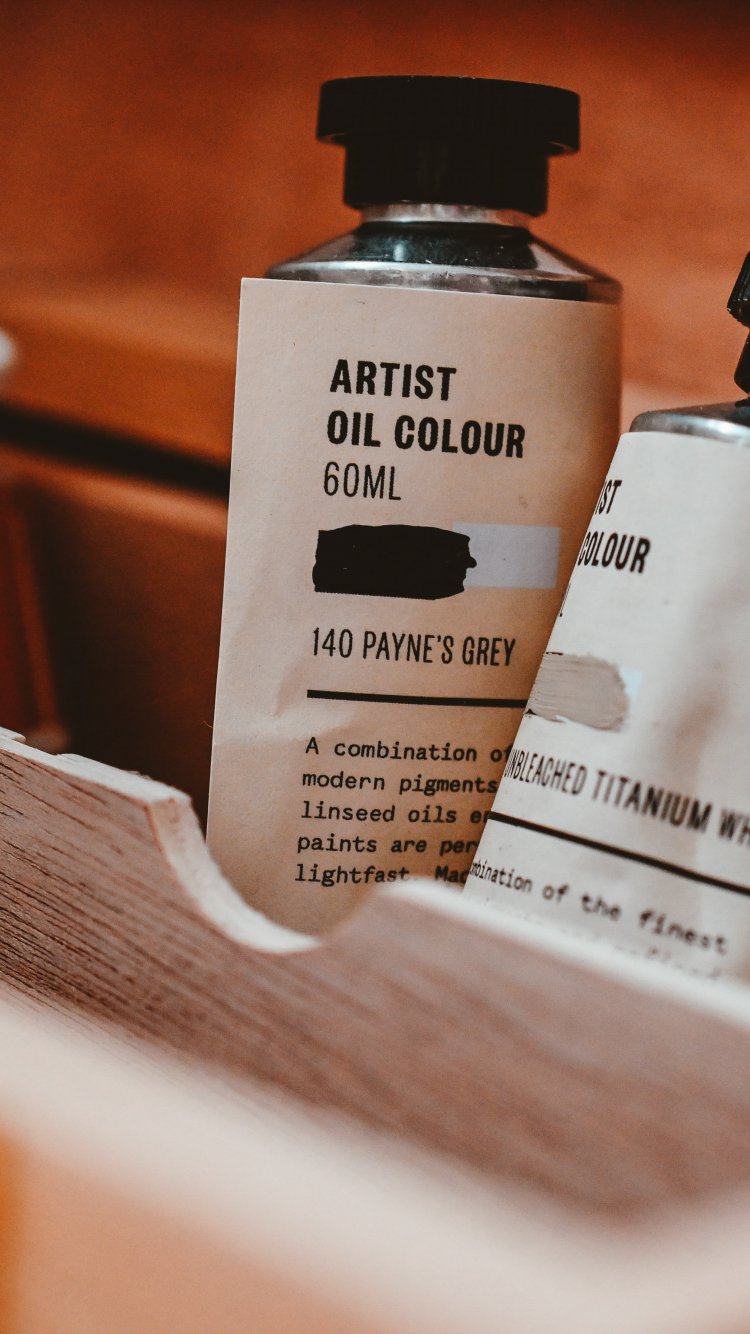 ARTIST
OIL COLOUR
60ML
140 PAYNE'S GREY
A combination of
modern pigments
linseed oils
paints are
lightfast.
COLOUR
UNBLEACHED TITANIUM
of the finest